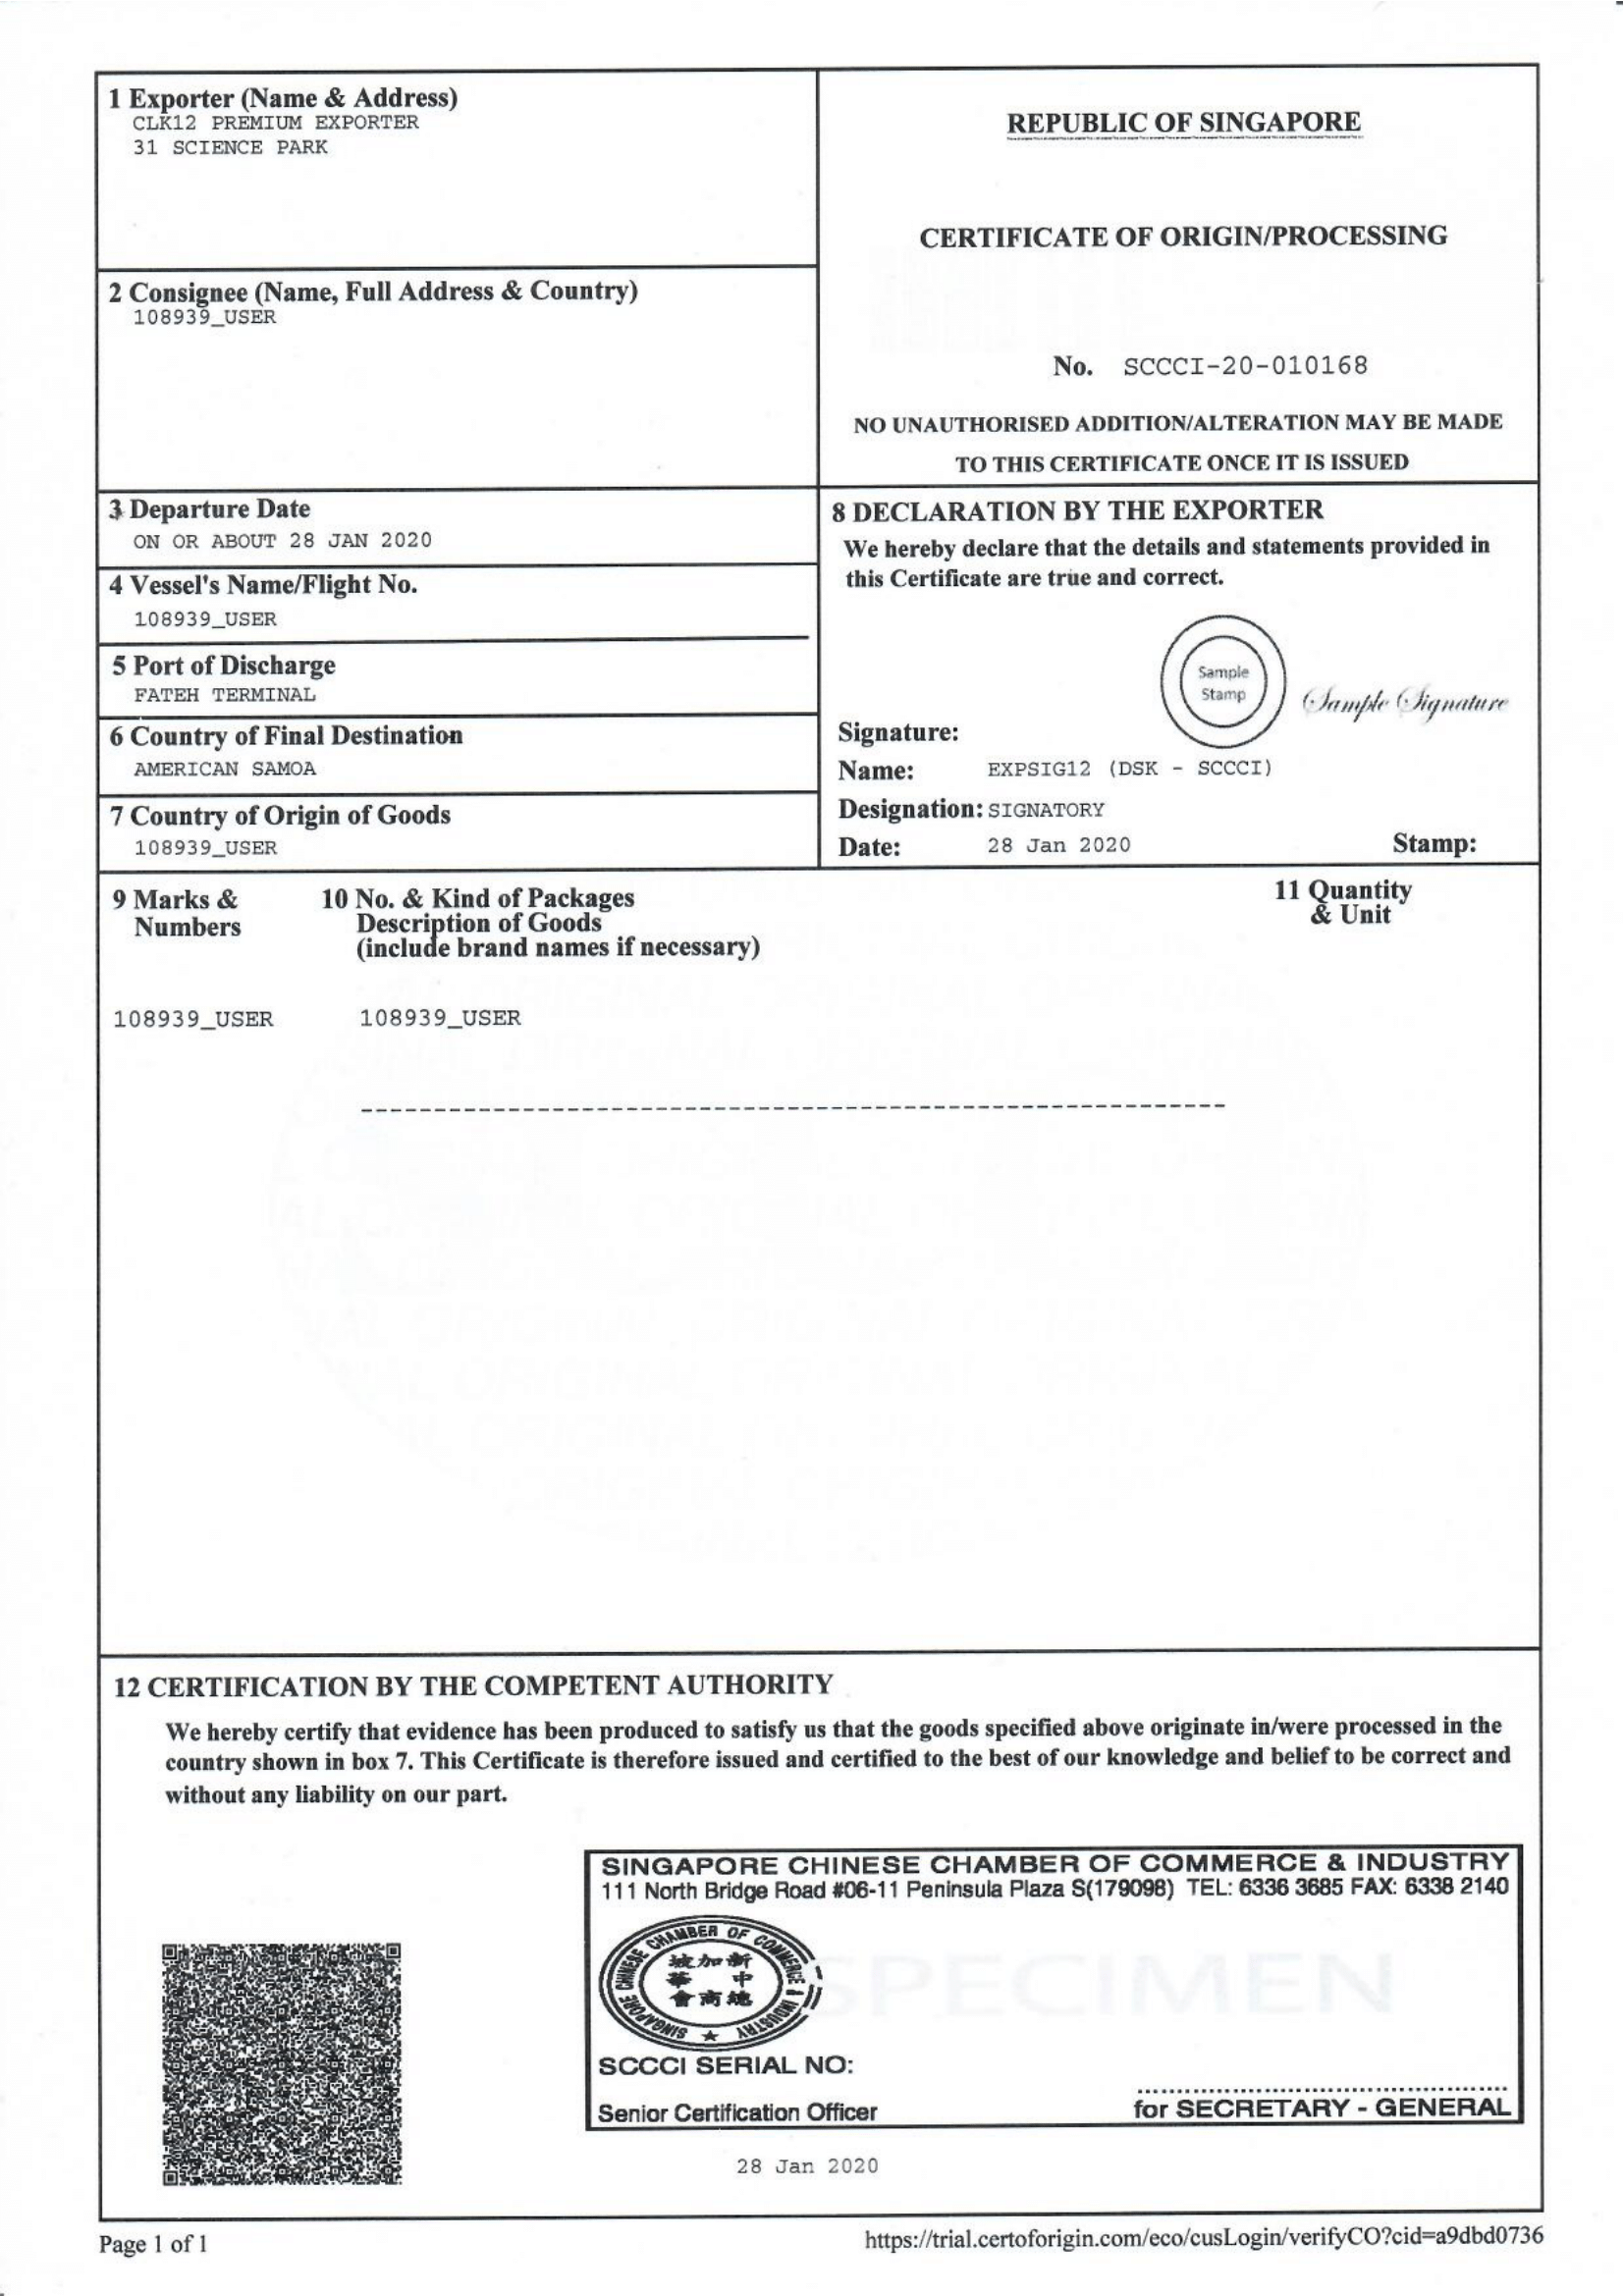 1 Exporter (Name & Address)
CLK12 PREMIUM EXPORTER
31 SCIENCE PARK
REPUBLIC OF SINGAPORE
CERTIFICATE OF ORIGIN/PROCESSING
2 Consignee (Name, Full Address & Country)
108939_USER
No. SCCCI-20-010168
NO UNAUTHORISED ADDITION/ALTERATION MAY BE MADE
TO THIS CERTIFICATE ONCE IT IS ISSUED
3 Departure Date
ON OR ABOUT 28 JAN 2020
4 Vessel's Name/Flight No.
108939_USER
5 Port of Discharge
FATEH TERMINAL
6 Country of Final Destination
AMERICAN SAMOA
7 Country of Origin of Goods
108939_USER
8 DECLARATION BY THE EXPORTER
We hereby declare that the details and statements provided in
this Certificate are true and correct.
Sample
Stamp
Sample Signature
Signature:
Name: EXPSIG12 (DSK - SCCCI)
Designation: SIGNATORY
Date: 28 Jan 2020 Stamp:
9 Marks &
Numbers
10 No. & Kind of Packages
Description of Goods
(include brand names if necessary)
11 Quantity
& Unit
108939_USER 108939_USER
12 CERTIFICATION BY THE COMPETENT AUTHORITY
We hereby certify that evidence has been produced to satisfy us that the goods specified above originate in/were processed in the
country shown in box 7. This Certificate is therefore issued and certified to the best of our knowledge and belief to be correct and
without any liability on our part.
SINGAPORE CHINESE CHAMBER OF COMMERCE & INDUSTRY
111 North Bridge Road #06-11 Peninsula Plaza S(179098) TEL: 6336 3685 FAX: 6338 2140
SINGAPORE CHINESE CHAMBER OF COMMERCE & INDUSTRY
坡加新
華 中
會商總
SPECIMEN
SCCCI SERIAL NO:
Senior Certification Officer
for SECRETARY - GENERAL
28 Jan 2020
Page 1 of 1
https://trial.certoforigin.com/eco/cusLogin/verifyCO?cid=a9dbd0736